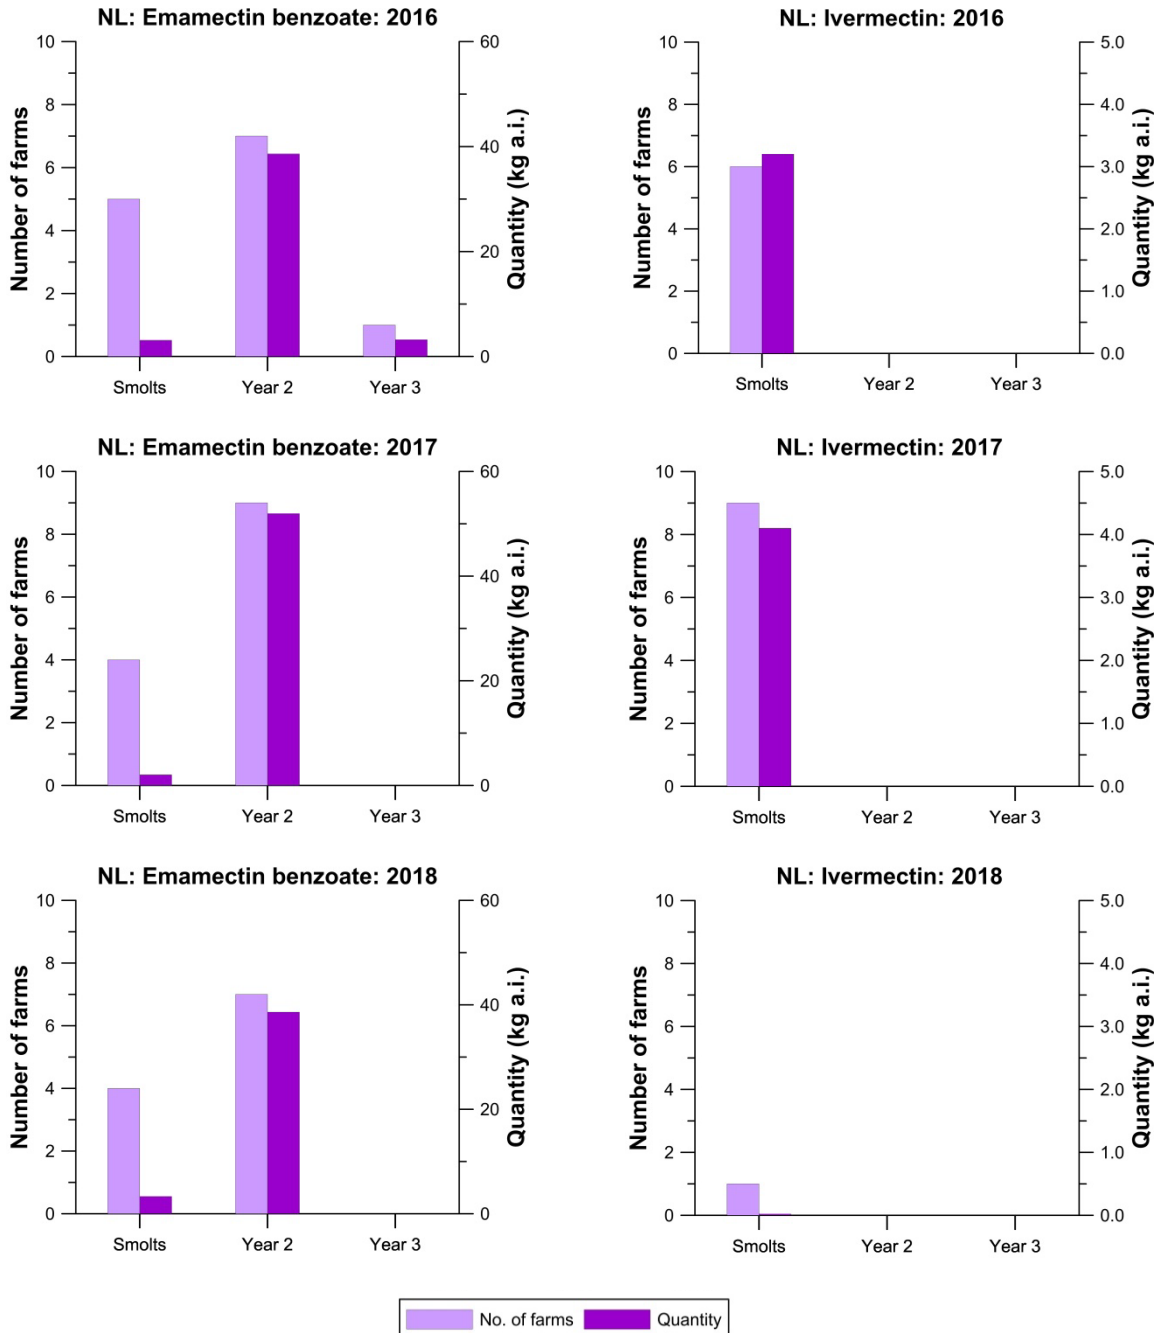 NL: Emamectin benzoate: 2016
10
8
6
4
2
0
Number of farms
60
40
20
0
Quantity (kg a.i.)
Smolts Year 2 Year 3
NL: Ivermectin: 2016
10
8
6
4
2
0
Number of farms
5.0
4.0
3.0
2.0
1.0
0.0
Quantity (kg a.i.)
Smolts Year 2 Year 3
NL: Emamectin benzoate: 2017
10
8
6
4
2
0
Number of farms
60
40
20
0
Quantity (kg a.i.)
Smolts Year 2 Year 3
NL: Ivermectin: 2017
10
8
6
4
2
0
Number of farms
5.0
4.0
3.0
2.0
1.0
0.0
Quantity (kg a.i.)
Smolts Year 2 Year 3
NL: Emamectin benzoate: 2018
10
8
6
4
2
0
Number of farms
60
40
20
0
Quantity (kg a.i.)
Smolts Year 2 Year 3
NL: Ivermectin: 2018
10
8
6
4
2
0
Number of farms
5.0
4.0
3.0
2.0
1.0
0.0
Quantity (kg a.i.)
Smolts Year 2 Year 3
No. of farms Quantity